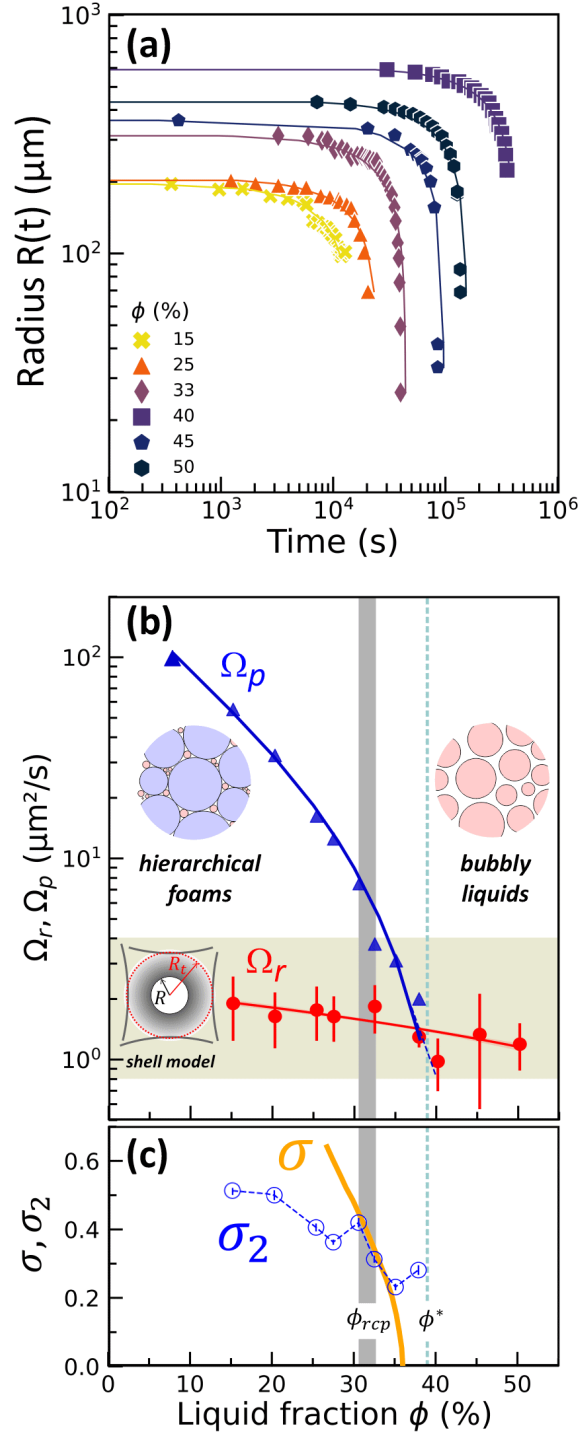 (a)
10³
10²
10¹
Radius R(t) (μm)
ϕ (%)
15
25
33
40
45
50
10² 10³ 10⁴ 10⁵ 10⁶
Time (s)
(b)
10²
10¹
10⁰
Ωr, Ωp (μm²/s)
Ωp
hierarchical
foams
bubbly
liquids
Rt
R
Ωr
shell model
(c)
0.6
0.4
0.2
0.0
σ, σ₂
σ
σ₂
ϕrcp
ϕ*
0 10 20 30 40 50
Liquid fraction ϕ (%)